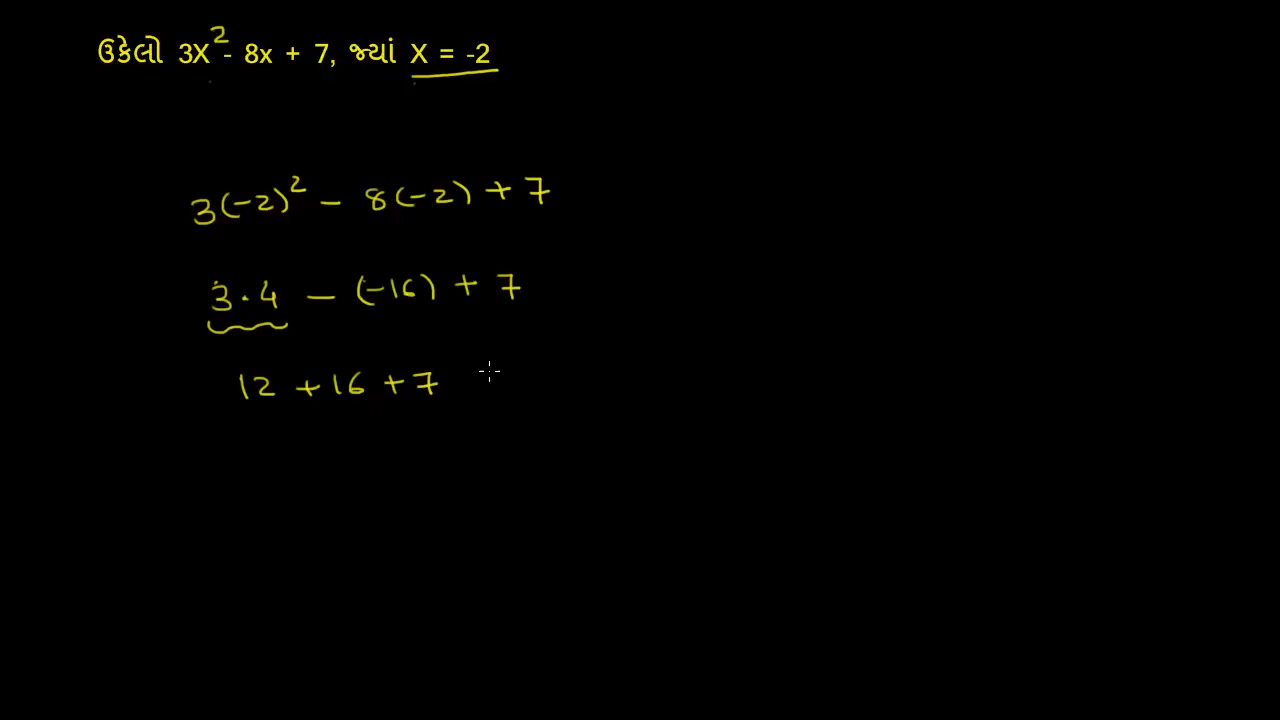 ઉકેલો 3X² - 8x + 7, જ્યાં X = -2
3(-2)² - 8(-2) + 7
3 · 4 - (-16) + 7
12 + 16 + 7